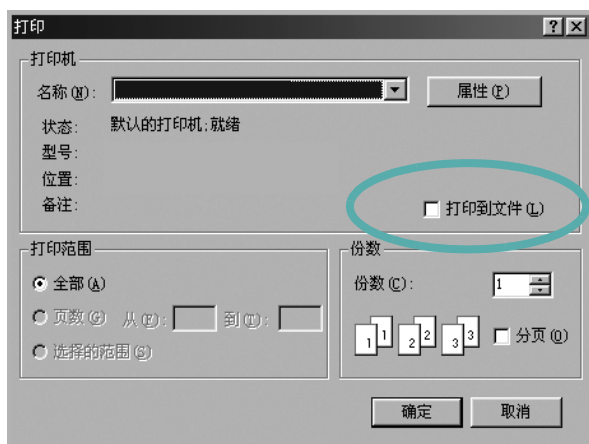 打印
打印机
名称(N):
属性(P)
状态: 默认的打印机;就绪
型号:
位置:
备注:
打印到文件(L)
打印范围
全部(A)
页数(G) 从(F): 到(T):
选择的范围(S)
份数
份数(C): 1
1 1 2 2 3 3
分页(O)
确定 取消